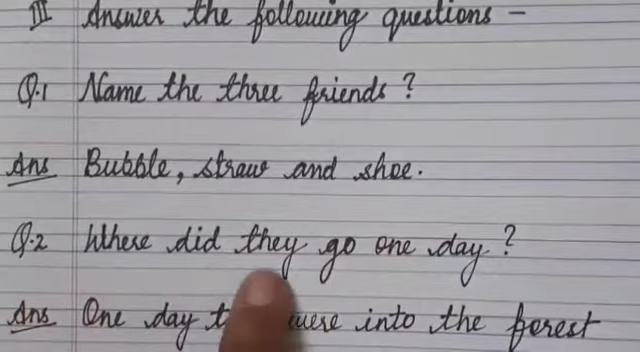 III Answer the following questions -
Q.1 Name the three friends ?
Ans Bubble, straw and shoe.
Q.2 Where did they go one day ?
Ans One day were into the forest